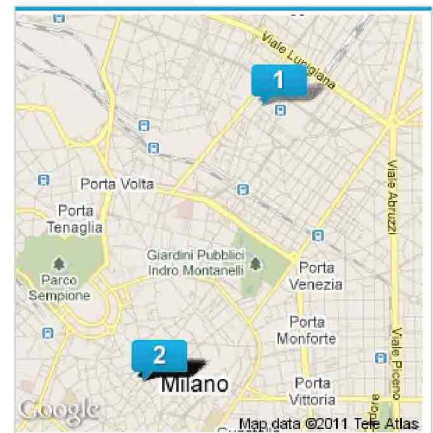 Viale Lunigiana
1
Porta Volta
Viale Abruzzi
Porta
Tenaglia
Giardini Pubblici
Indro Montanelli
Porta
Venezia
Parco
Sempione
Porta
Monforte
2
Milano
Viale Piceno
Porta
Vittoria
Google
Map data ©2011 Tele Atlas